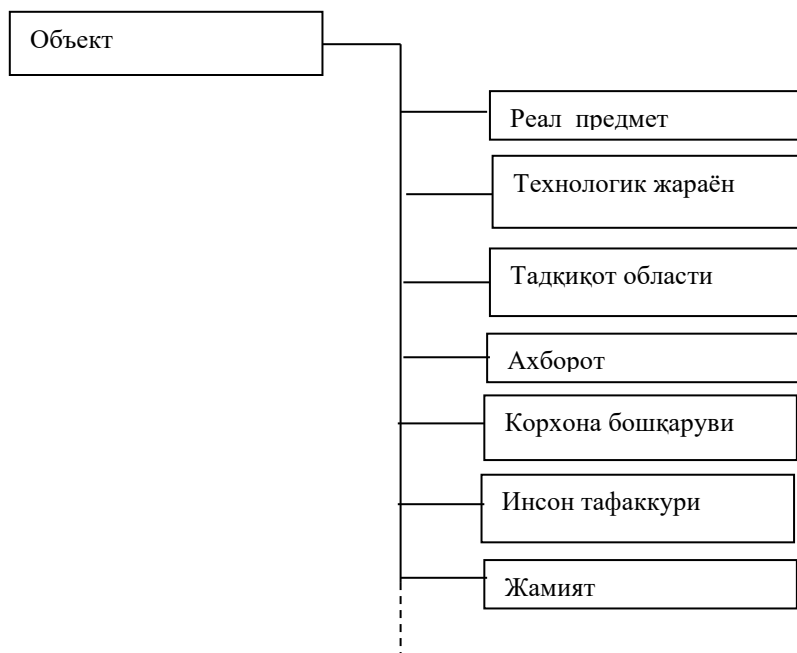 Объект
Реал предмет
Технологик жараён
Тадқиқот области
Ахборот
Корхона бошқаруви
Инсон тафаккури
Жамият